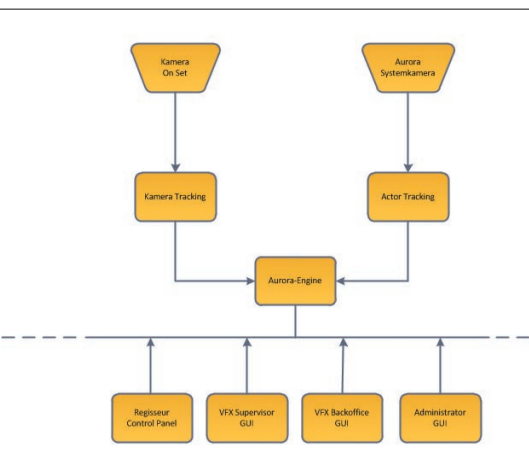 Kamera
On Set
Aurora
Systemkamera
Kamera Tracking
Actor Tracking
Aurora-Engine
Regisseur
Control Panel
VFX Supervisor
GUI
VFX Backoffice
GUI
Administrator
GUI